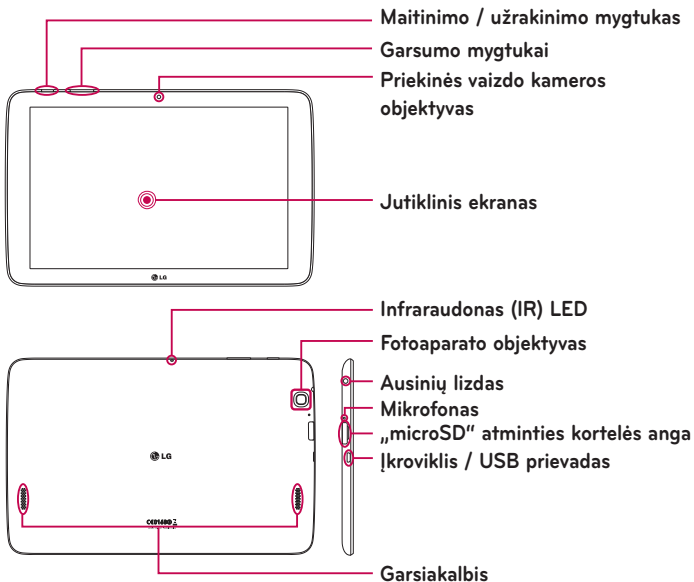 Maitinimo / užrakinimo mygtukas
Garsumo mygtukai
Priekinės vaizdo kameros
objektyvas
Jutiklinis ekranas
LG
Infraraudonas (IR) LED
Fotoaparato objektyvas
Ausinių lizdas
Mikrofonas
„microSD“ atminties kortelės anga
Įkroviklis / USB prievadas
LG
Garsiakalbis